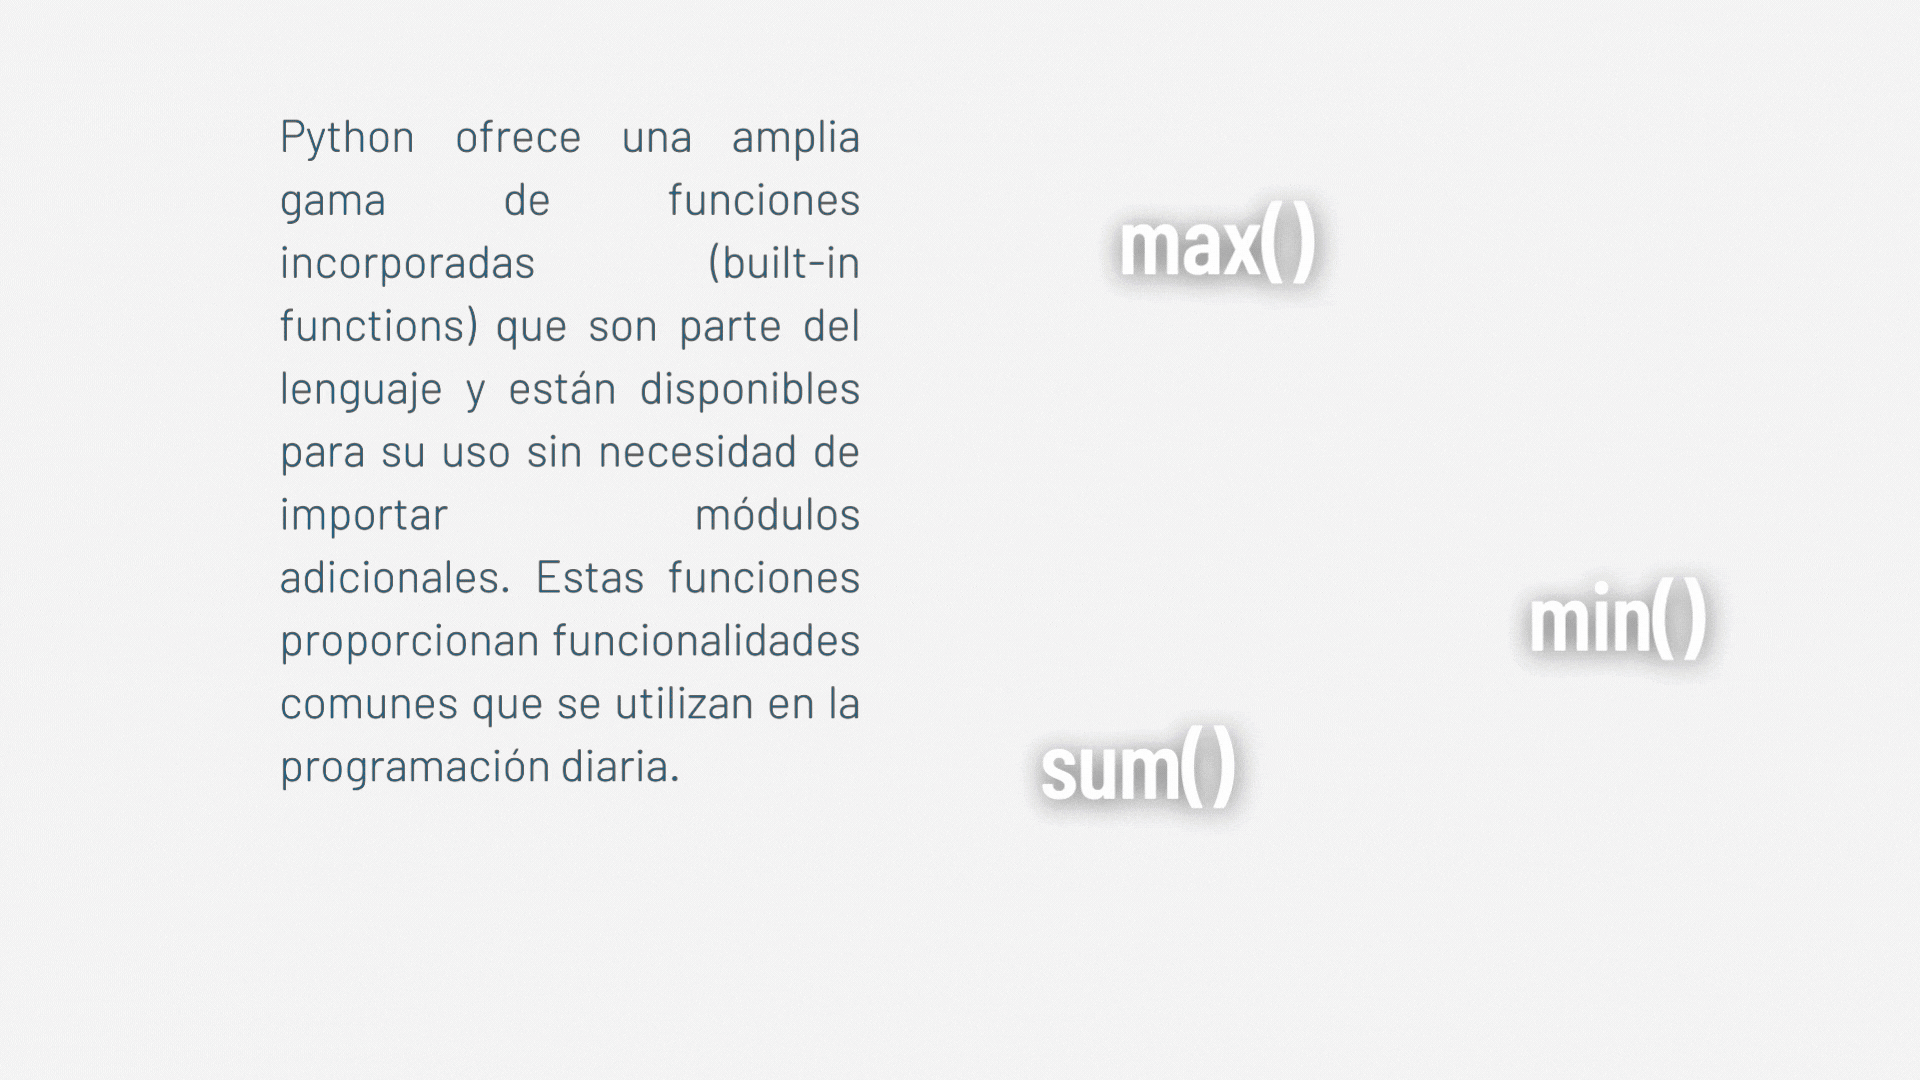 Python ofrece una amplia
gama de funciones
incorporadas (built-in
functions) que son parte del
lenguaje y están disponibles
para su uso sin necesidad de
importar módulos
adicionales. Estas funciones
proporcionan funcionalidades
comunes que se utilizan en la
programación diaria.
max()
min()
sum()